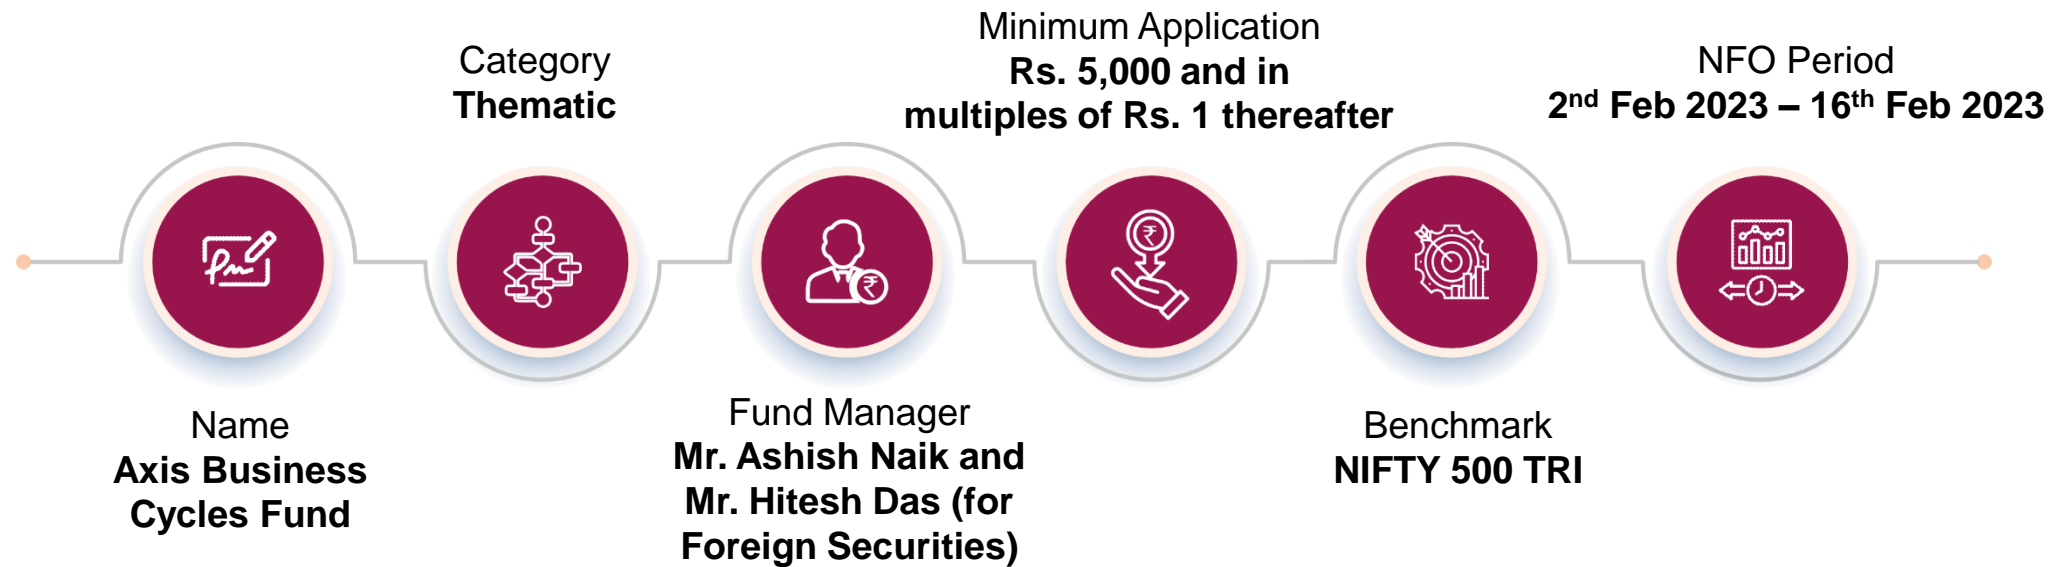 Name
Axis Business
Cycles Fund
Category
Thematic
Fund Manager
Mr. Ashish Naik and
Mr. Hitesh Das (for
Foreign Securities)
Minimum Application
Rs. 5,000 and in
multiples of Rs. 1 thereafter
Benchmark
NIFTY 500 TRI
NFO Period
2nd Feb 2023 – 16th Feb 2023